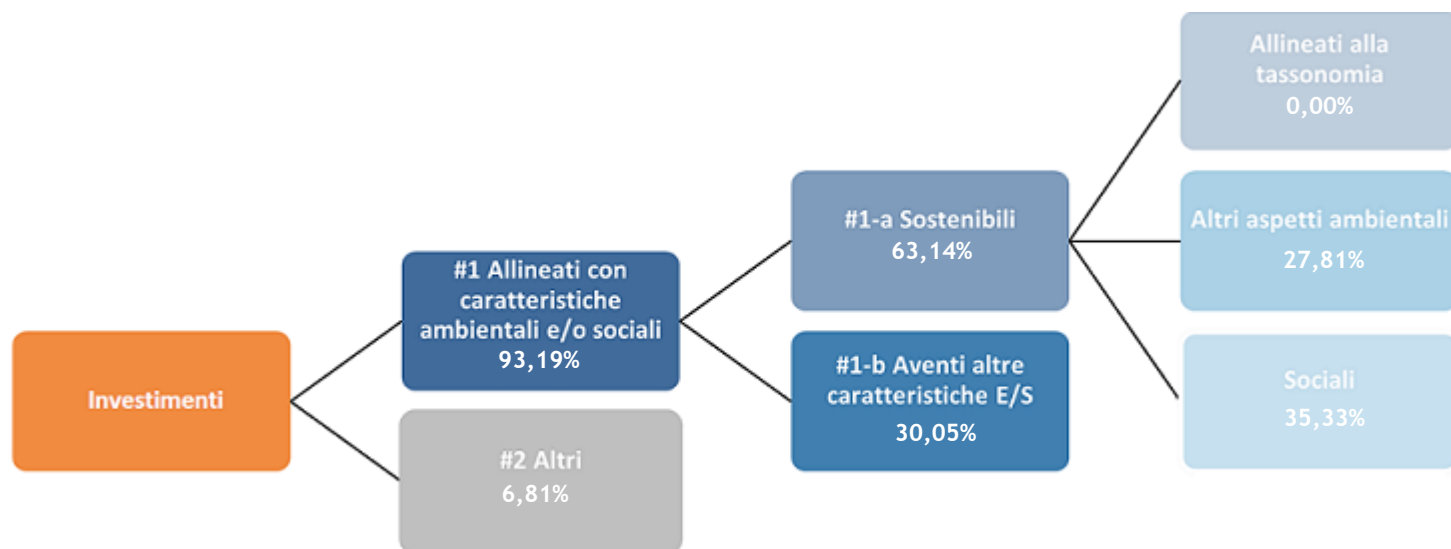 Investimenti
#1 Allineati con
caratteristiche
ambientali e/o sociali
93,19%
#2 Altri
6,81%
#1-a Sostenibili
63,14%
#1-b Aventi altre
caratteristiche E/S
30,05%
Allineati alla
tassonomia
0,00%
Altri aspetti ambientali
27,81%
Sociali
35,33%